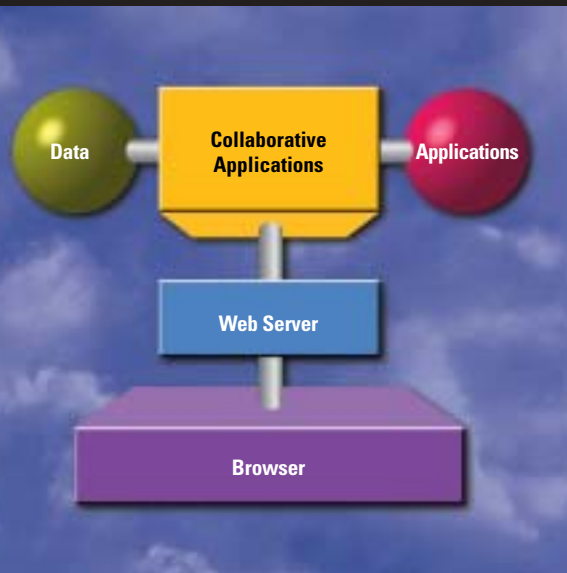 Data
Collaborative
Applications
Applications
Web Server
Browser